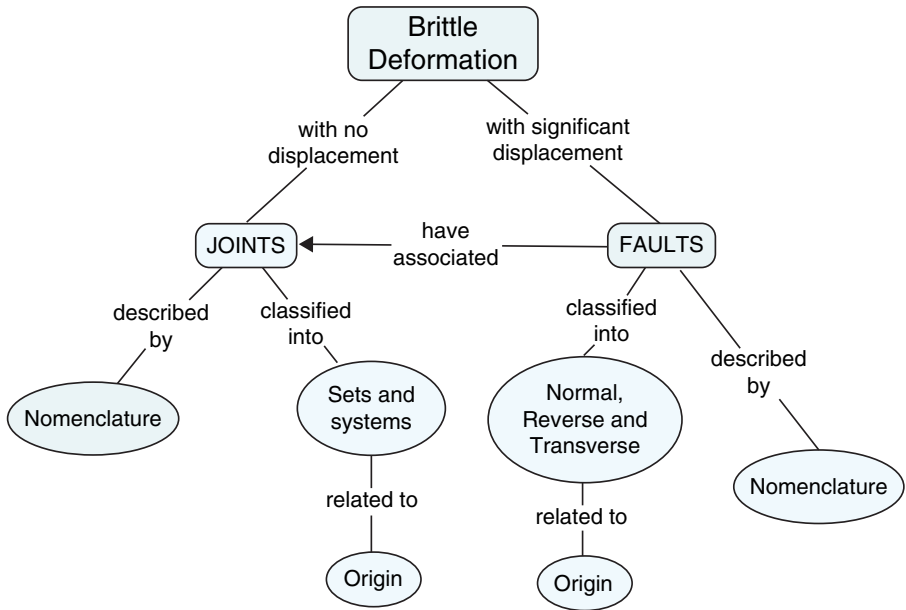 Brittle
Deformation
with no
displacement
with significant
displacement
JOINTS
have
associated
FAULTS
described
by
classified
into
classified
into
described
by
Nomenclature
Sets and
systems
Normal,
Reverse and
Transverse
Nomenclature
related to
related to
Origin
Origin